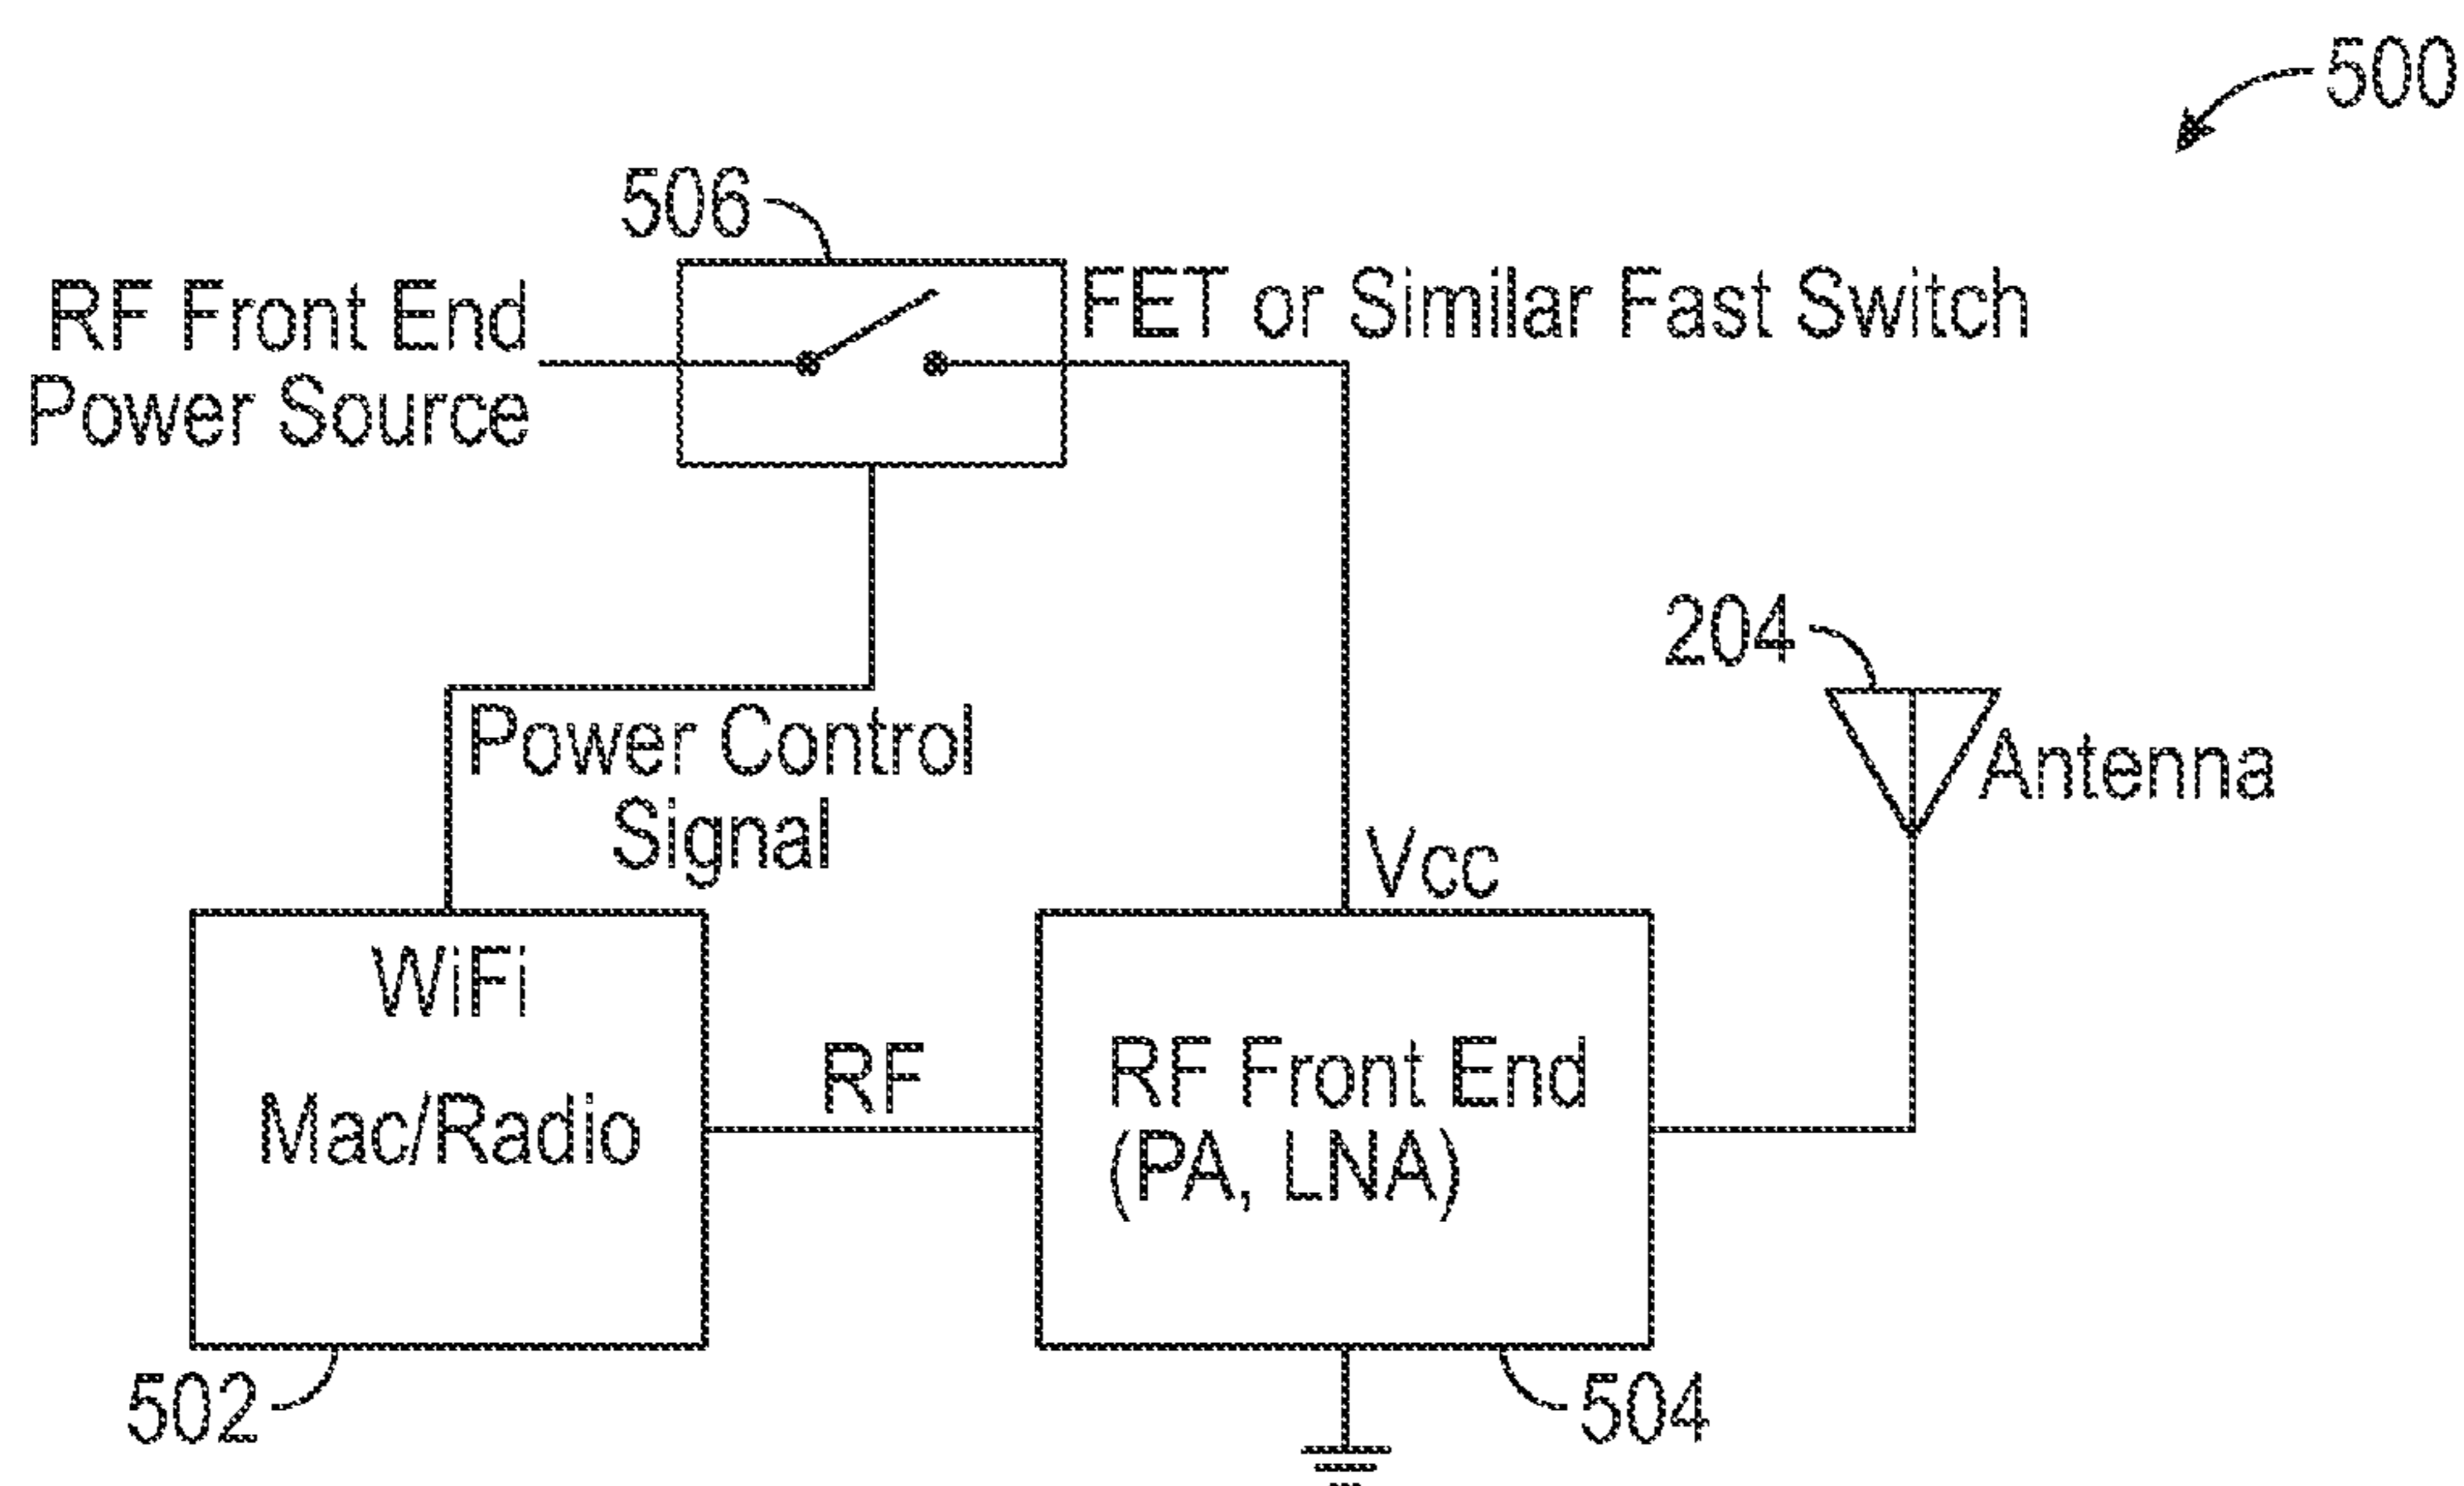 500
506
RF Front End
Power Source
FET or Similar Fast Switch
204
Antenna
Power Control
Signal
Vcc
WiFi
Mac/Radio
RF
RF Front End
(PA, LNA)
502
504